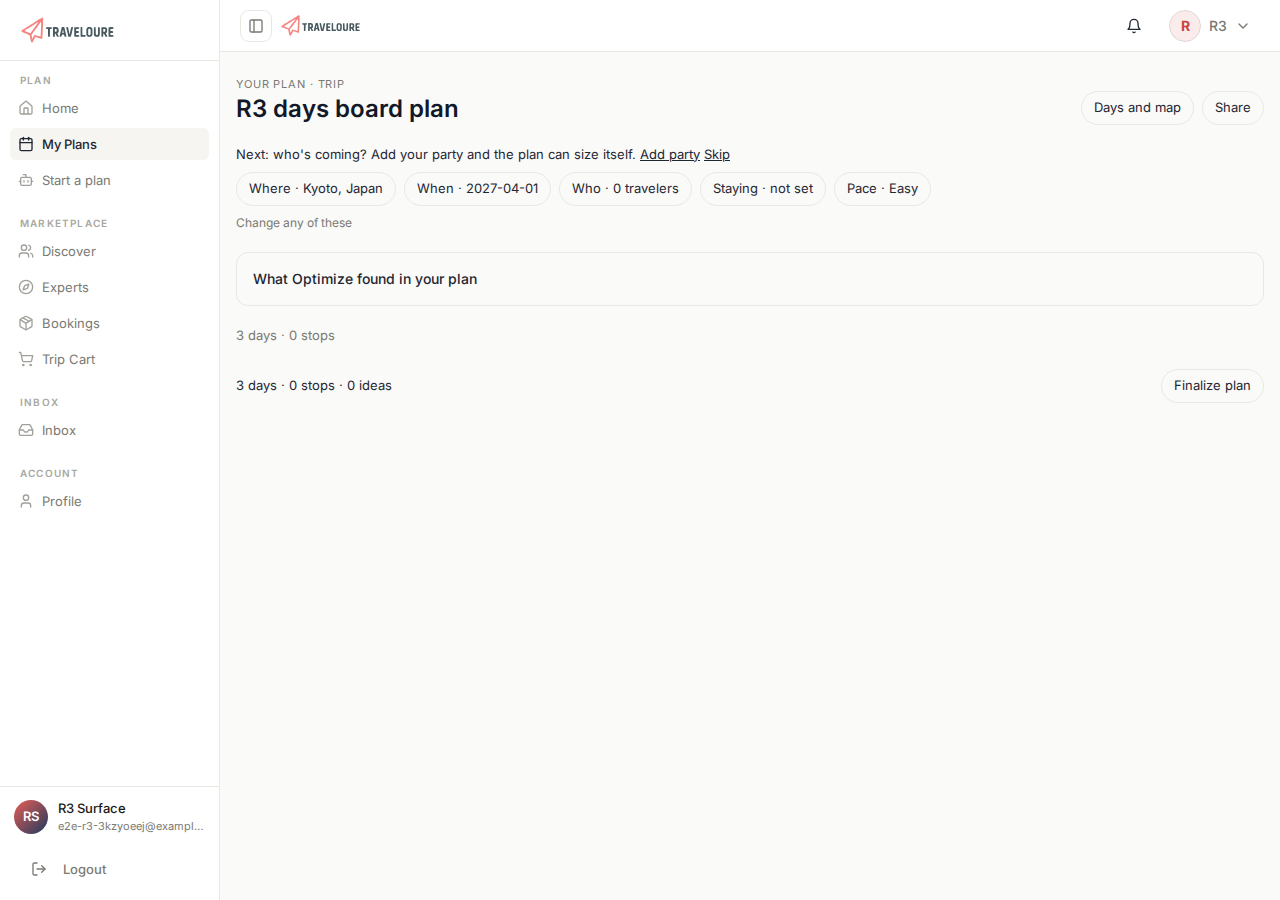 TRAVELOURE
PLAN
Home
My Plans
Start a plan
MARKETPLACE
Discover
Experts
Bookings
Trip Cart
INBOX
Inbox
ACCOUNT
Profile
RS
R3 Surface
e2e-r3-3kzyoeej@exampl...
Logout
TRAVELOURE
R
R3
YOUR PLAN · TRIP
R3 days board plan
Days and map
Share
Next: who's coming? Add your party and the plan can size itself. Add party Skip
Where · Kyoto, Japan
When · 2027-04-01
Who · 0 travelers
Staying · not set
Pace · Easy
Change any of these
What Optimize found in your plan
3 days · 0 stops
3 days · 0 stops · 0 ideas
Finalize plan